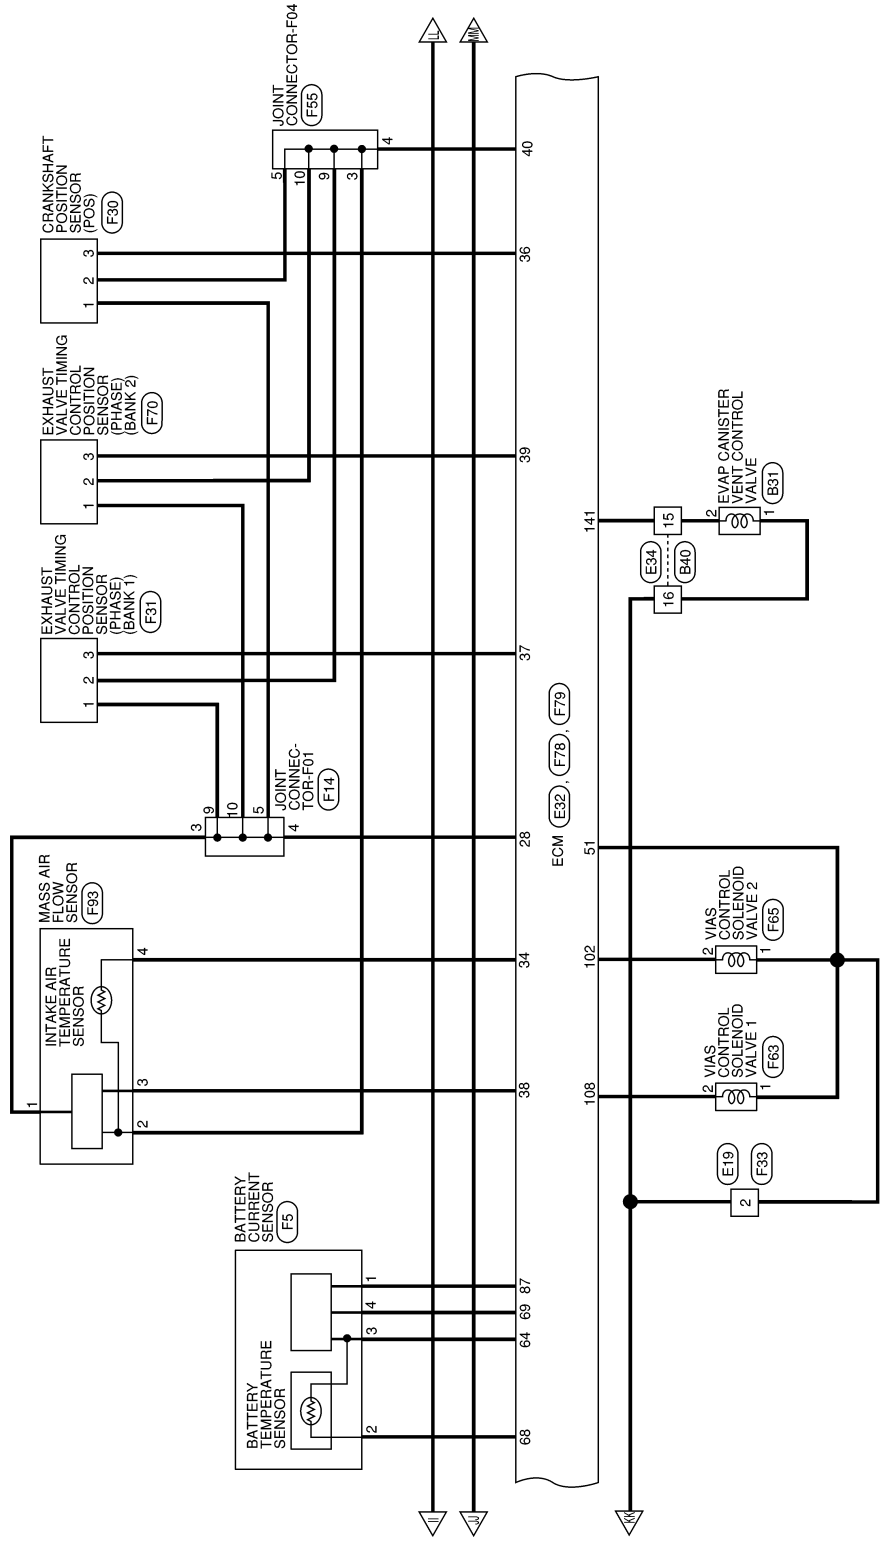 BATTERY
CURRENT
SENSOR
F5
BATTERY
TEMPERATURE
SENSOR
2
3
4
1
68
64
69
87
MASS AIR
FLOW
SENSOR
F93
INTAKE AIR
TEMPERATURE
SENSOR
1
2
3
4
38
34
JOINT
CONNEC-
TOR-F01
F14
3
9
10
5
4
28
EXHAUST
VALVE TIMING
CONTROL
POSITION
SENSOR
(PHASE)
(BANK 1)
F31
1
2
3
37
EXHAUST
VALVE TIMING
CONTROL
POSITION
SENSOR
(PHASE)
(BANK 2)
F70
1
2
3
39
CRANKSHAFT
POSITION
SENSOR
(POS)
F30
1
2
3
36
JOINT
CONNECTOR-F04
F55
5
10
9
3
4
40
II
LL
JJ
MM
ECM E32 , F78 , F79
108
102
51
141
KK
E19
F33
2
VIAS
CONTROL
SOLENOID
VALVE 1
F63
2
1
VIAS
CONTROL
SOLENOID
VALVE 2
F65
2
1
E34
B40
16
15
EVAP CANISTER
VENT CONTROL
VALVE
B31
2
1